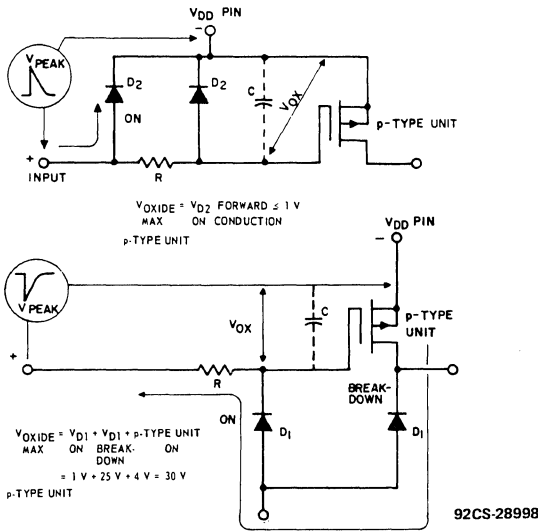 VDD PIN
−
VPEAK
D2
D2
C
VOX
ON
p-TYPE UNIT
+
INPUT
R
VOXIDE = VD2 FORWARD ≤ 1 V
MAX ON CONDUCTION
p-TYPE UNIT
VDD PIN
−
VPEAK
C
p-TYPE
UNIT
VOX
+
R
BREAK-
DOWN
ON
D1
D1
VOXIDE = VD1 + VD1 + p-TYPE UNIT
MAX ON BREAK- ON
DOWN
= 1 V + 25 V + 4 V = 30 V
p-TYPE UNIT
92CS-28998